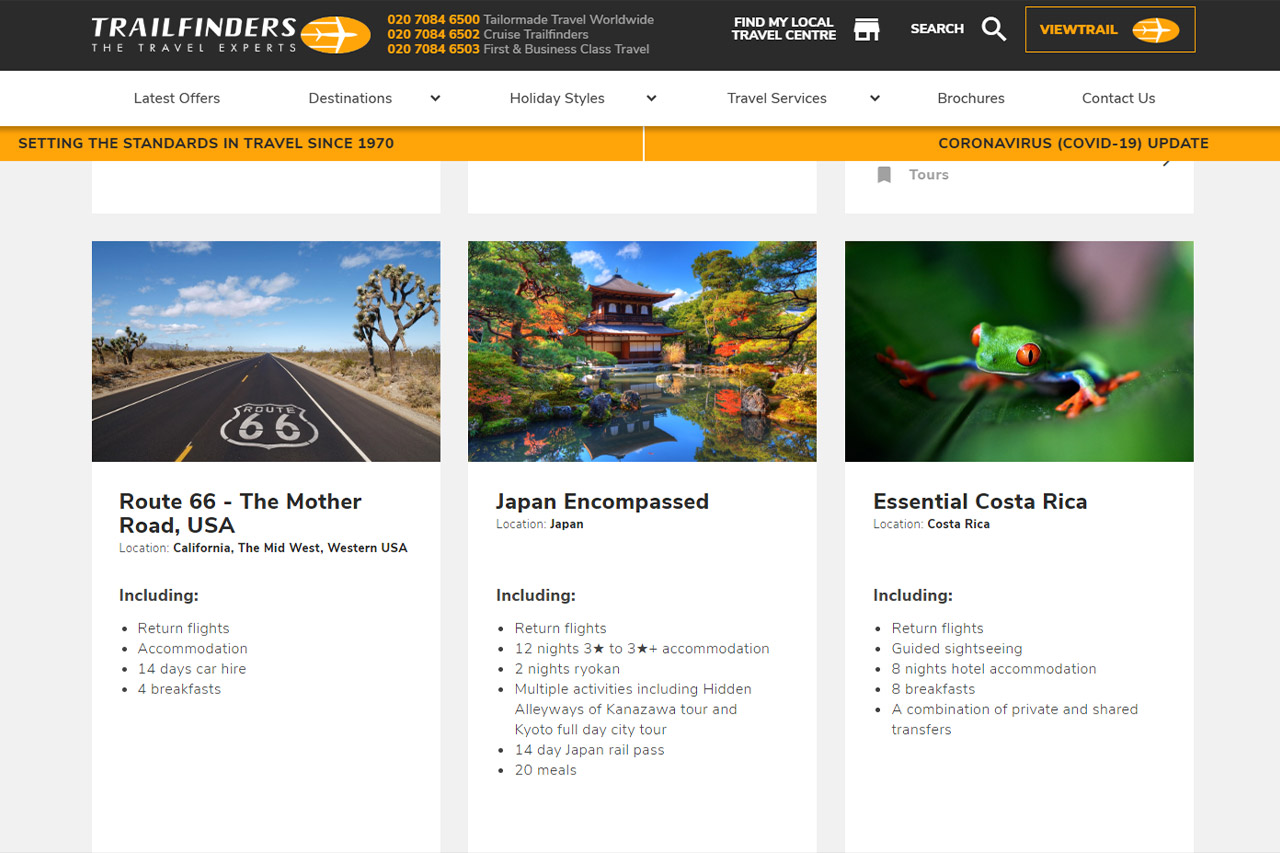 TRAILFINDERS
THE TRAVEL EXPERTS
020 7084 6500 Tailormade Travel Worldwide
020 7084 6502 Cruise Trailfinders
020 7084 6503 First & Business Class Travel
FIND MY LOCAL
TRAVEL CENTRE
SEARCH
VIEWTRAIL
Latest Offers
Destinations
Holiday Styles
Travel Services
Brochures
Contact Us
SETTING THE STANDARDS IN TRAVEL SINCE 1970
CORONAVIRUS (COVID-19) UPDATE
Tours
ROUTE
66
Route 66 - The Mother
Road, USA
Location: California, The Mid West, Western USA
Including:
• Return flights
• Accommodation
• 14 days car hire
• 4 breakfasts
Japan Encompassed
Location: Japan
Including:
• Return flights
• 12 nights 3★ to 3★+ accommodation
• 2 nights ryokan
• Multiple activities including Hidden
Alleyways of Kanazawa tour and
Kyoto full day city tour
• 14 day Japan rail pass
• 20 meals
Essential Costa Rica
Location: Costa Rica
Including:
• Return flights
• Guided sightseeing
• 8 nights hotel accommodation
• 8 breakfasts
• A combination of private and shared
transfers